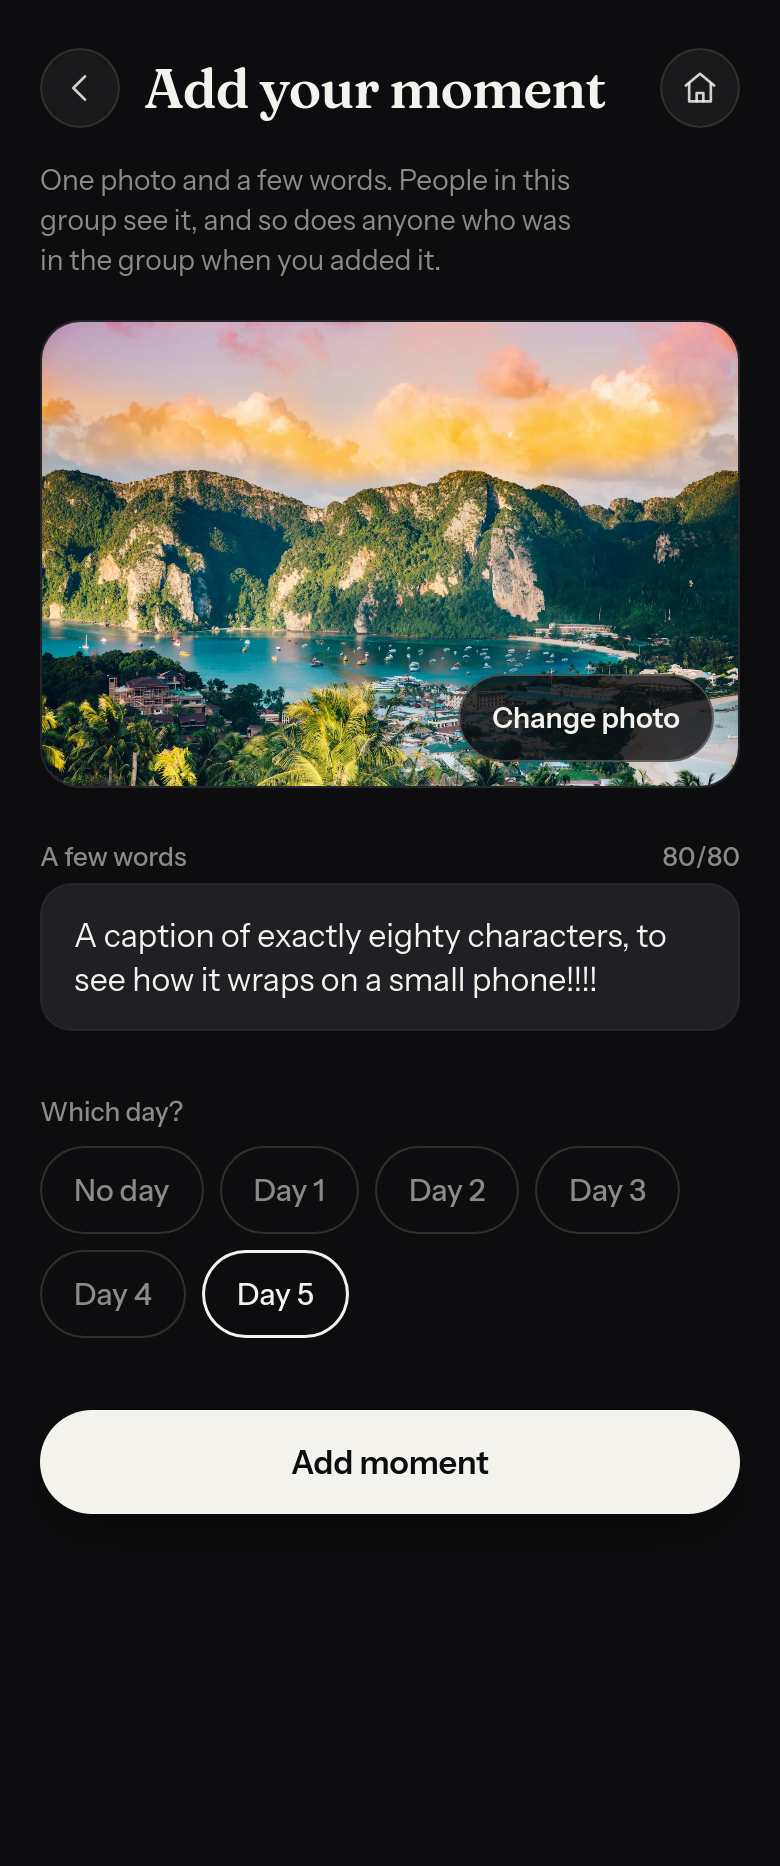 Add your moment
One photo and a few words. People in this
group see it, and so does anyone who was
in the group when you added it.
Change photo
A few words 80/80
A caption of exactly eighty characters, to
see how it wraps on a small phone!!!!
Which day?
No day Day 1 Day 2 Day 3
Day 4 Day 5
Add moment